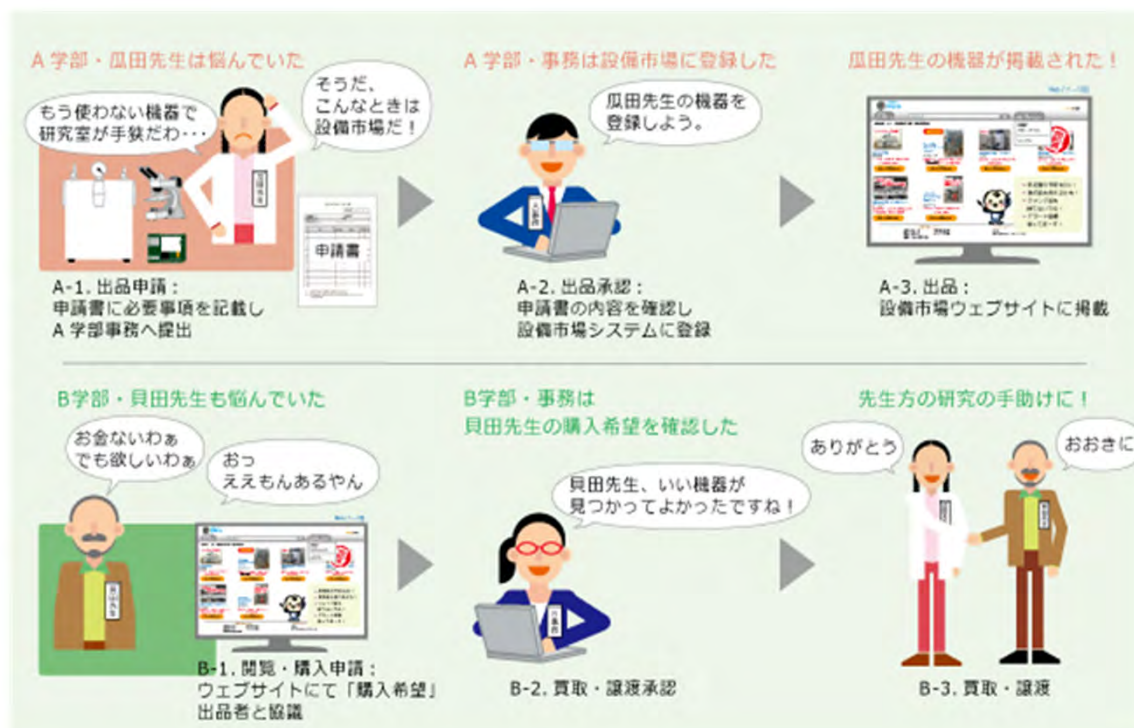 A 学部・瓜田先生は悩んでいた
もう使わない機器で
研究室が手狭だわ・・・
そうだ、
こんなときは
設備市場だ！
申請書
A-1. 出品申請：
申請書に必要事項を記載し
A 学部事務へ提出
A 学部・事務は設備市場に登録した
瓜田先生の機器を
登録しよう。
A-2. 出品承認：
申請書の内容を確認し
設備市場システムに登録
瓜田先生の機器が掲載された！
A-3. 出品：
設備市場ウェブサイトに掲載
B学部・貝田先生も悩んでいた
お金ないわぁ
でも欲しいわぁ
おっ
ええもんあるやん
貝田先生
B-1. 閲覧・購入申請：
ウェブサイトにて「購入希望」
出品者と協議
B学部・事務は
貝田先生の購入希望を確認した
貝田先生、いい機器が
見つかってよかったですね！
B-2. 買取・譲渡承認
先生方の研究の手助けに！
ありがとう
おおきに
B-3. 買取・譲渡